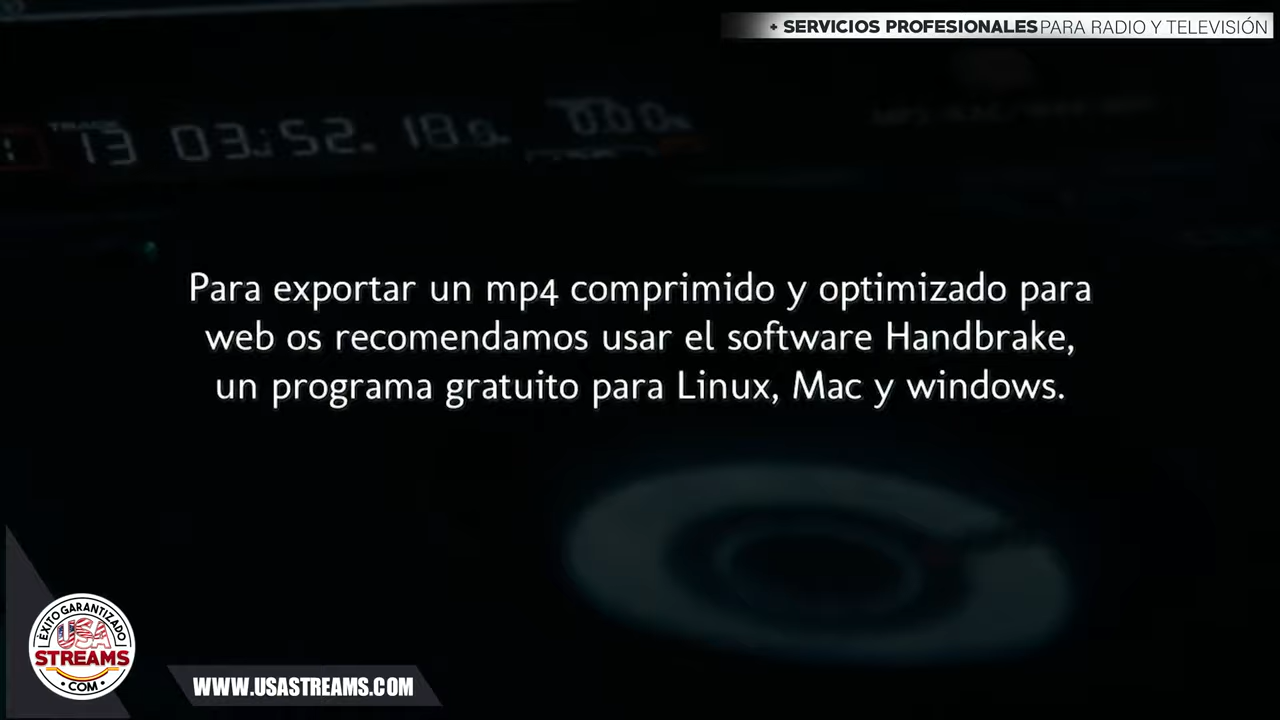 + SERVICIOS PROFESIONALES PARA RADIO Y TELEVISIÓN
13 03:52.
Para exportar un mp4 comprimido y optimizado para
web os recomendamos usar el software Handbrake,
un programa gratuito para Linux, Mac y windows.
ÉXITO GARANTIZADO
USA
STREAMS
.COM.
WWW.USASTREAMS.COM